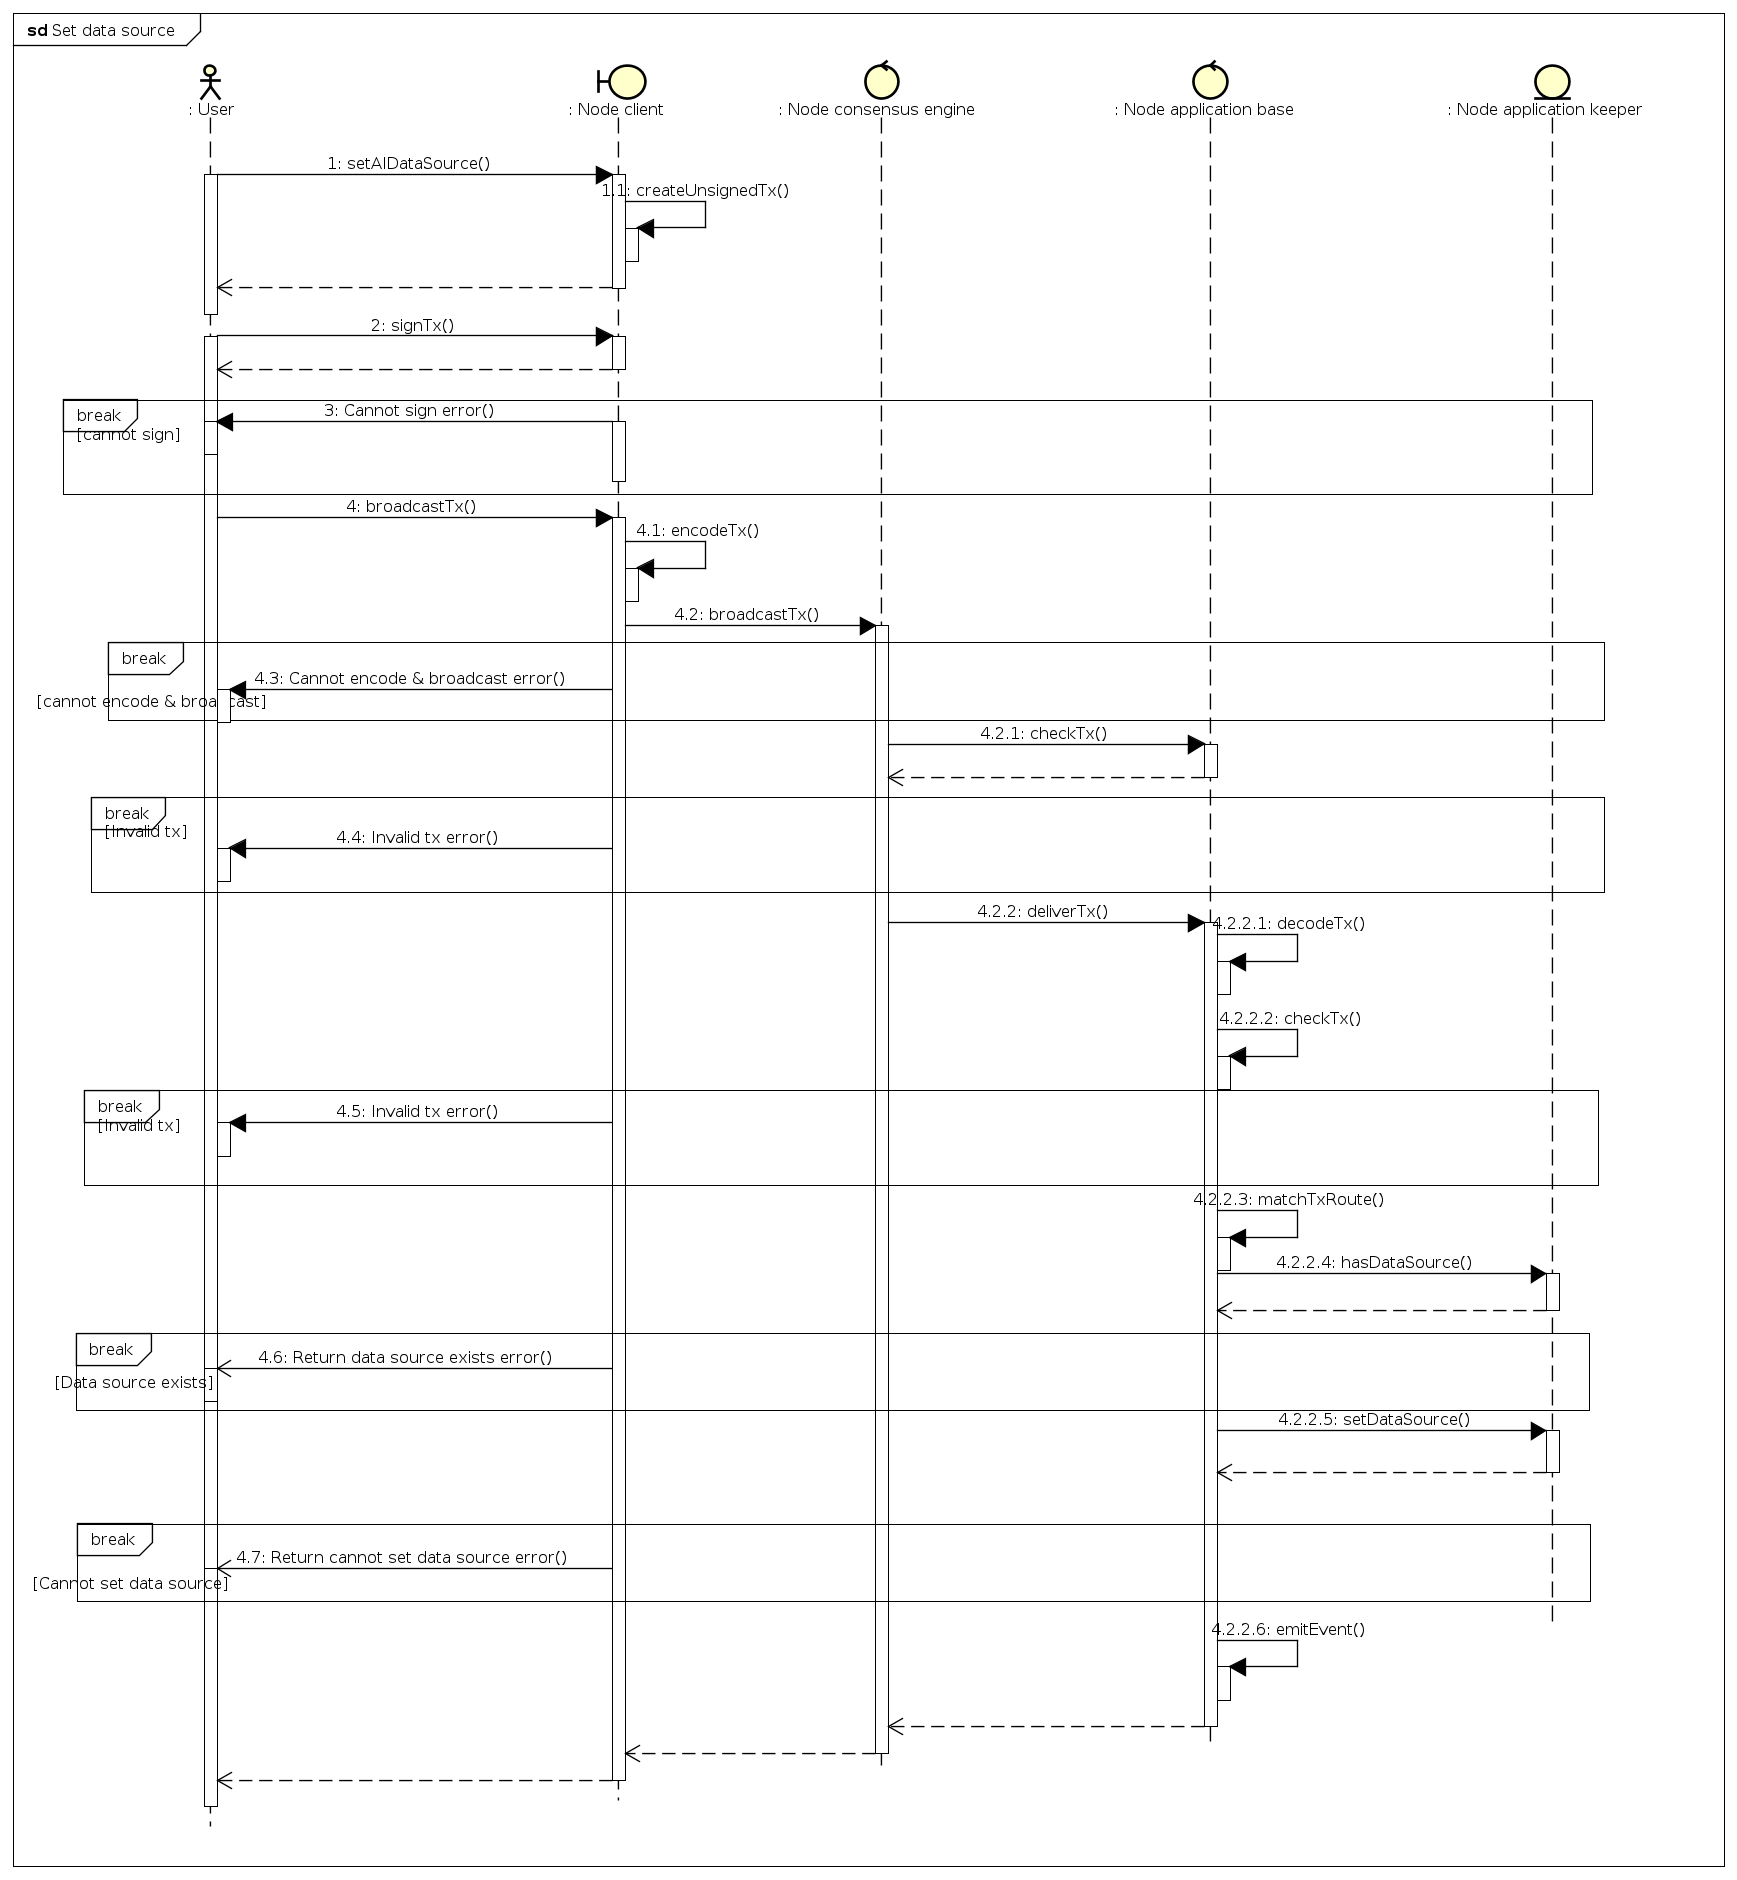 sd Set data source
: User
: Node client
: Node consensus engine
: Node application base
: Node application keeper
1: setAIDataSource()
1.1: createUnsignedTx()
2: signTx()
break
3: Cannot sign error()
[cannot sign]
4: broadcastTx()
4.1: encodeTx()
4.2: broadcastTx()
break
4.3: Cannot encode & broadcast error()
[cannot encode & broadcast]
4.2.1: checkTx()
break
[Invalid tx]
4.4: Invalid tx error()
4.2.2: deliverTx()
4.2.2.1: decodeTx()
4.2.2.2: checkTx()
break
4.5: Invalid tx error()
[Invalid tx]
4.2.2.3: matchTxRoute()
4.2.2.4: hasDataSource()
break
4.6: Return data source exists error()
[Data source exists]
4.2.2.5: setDataSource()
break
4.7: Return cannot set data source error()
[Cannot set data source]
4.2.2.6: emitEvent()